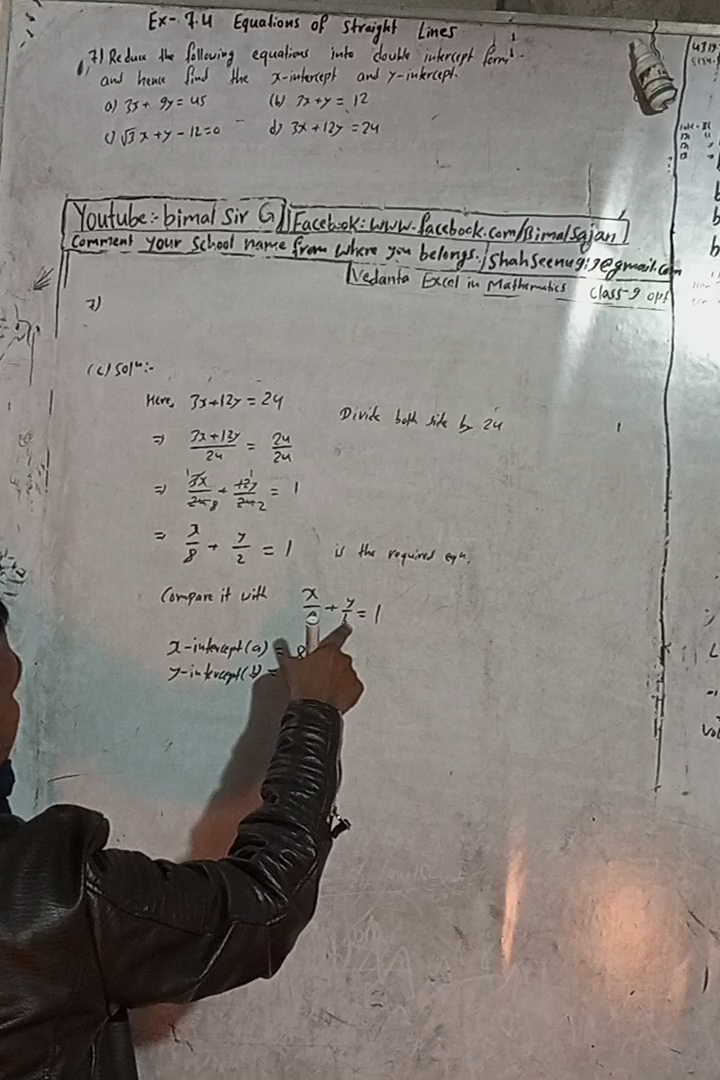 Ex-7.4 Equations of Straight Lines
7) Reduce the following equations into double intercept form
and hence find the x-intercept and y-intercept.
a) 3x + 9y = 45 (b) 7x+y = 12
c) √3x + y - 12 = 0 d) 3x + 12y = 24
Youtube:- bimal Sir G Facebook: www.facebook.com/Bimalsajan
Comment your School name from where you belongs.
Vedanta Excel in Mathematics Class-9 opt
7)
(c) Solⁿ:-
Here, 3x+12y = 24 Divide both side by 24
⇒ 3x+12y/24 = 24/24
⇒ 3x/24 8 + 12y/24 2 = 1
⇒ x/8 + y/2 = 1 is the required eqn.
Compare it with x/a + y/b = 1
x-intercept(a) = 8
y-intercept(b) =